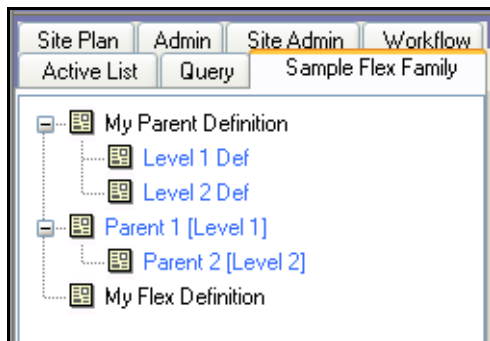 Site Plan Admin Site Admin Workflow
Active List Query Sample Flex Family
My Parent Definition
Level 1 Def
Level 2 Def
Parent 1 [Level 1]
Parent 2 [Level 2]
My Flex Definition